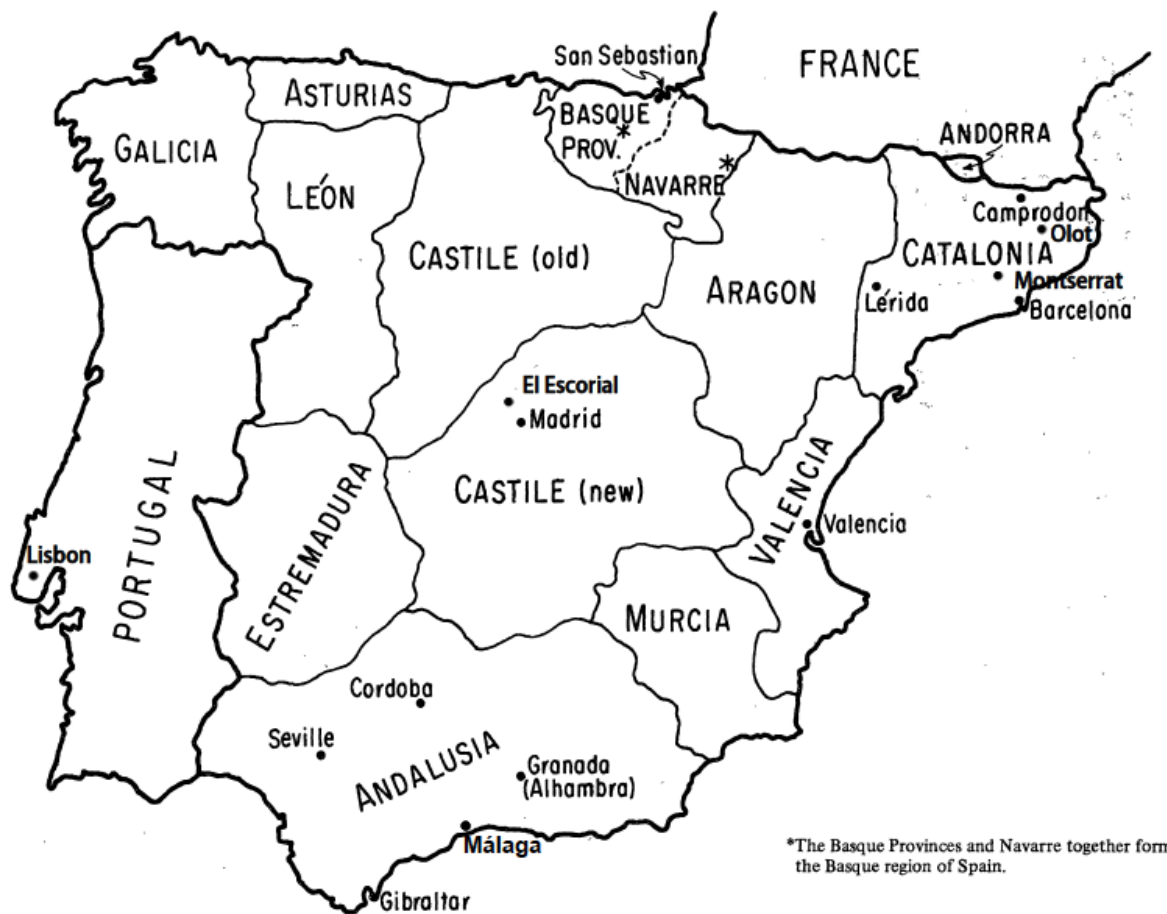 San Sebastian
FRANCE
ASTURIAS
BASQUE
PROV.*
ANDORRA
GALICIA
LEÓN
NAVARRE*
Camprodon
Olot
CASTILE (old)
CATALONIA
ARAGON
Montserrat
Lérida
Barcelona
El Escorial
Madrid
CASTILE (new)
VALENCIA
Valencia
PORTUGAL
ESTREMADURA
Lisbon
MURCIA
Cordoba
Seville
ANDALUSIA
Granada
(Alhambra)
Málaga
Gibraltar
*The Basque Provinces and Navarre together form
the Basque region of Spain.